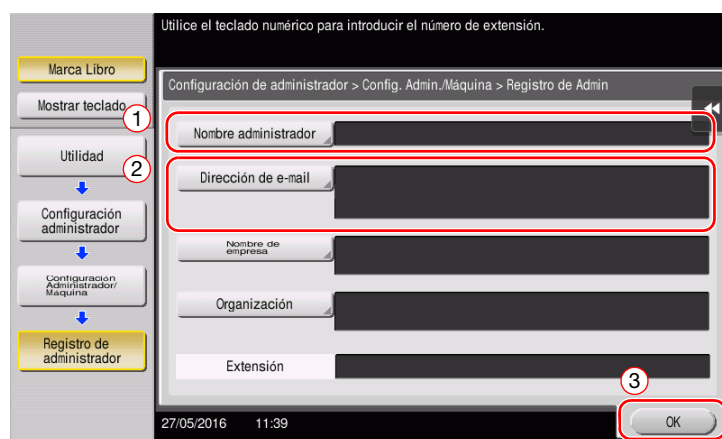 Utilice el teclado numérico para introducir el número de extensión.
Marca Libro
Mostrar teclado
1
Utilidad
2
Configuración
administrador
Configuración
Administrador/
Máquina
Registro de
administrador
Configuración de administrador > Config. Admin./Máquina > Registro de Admin
Nombre administrador
Dirección de e-mail
Nombre de
empresa
Organización
Extensión
3
27/05/2016 11:39
OK